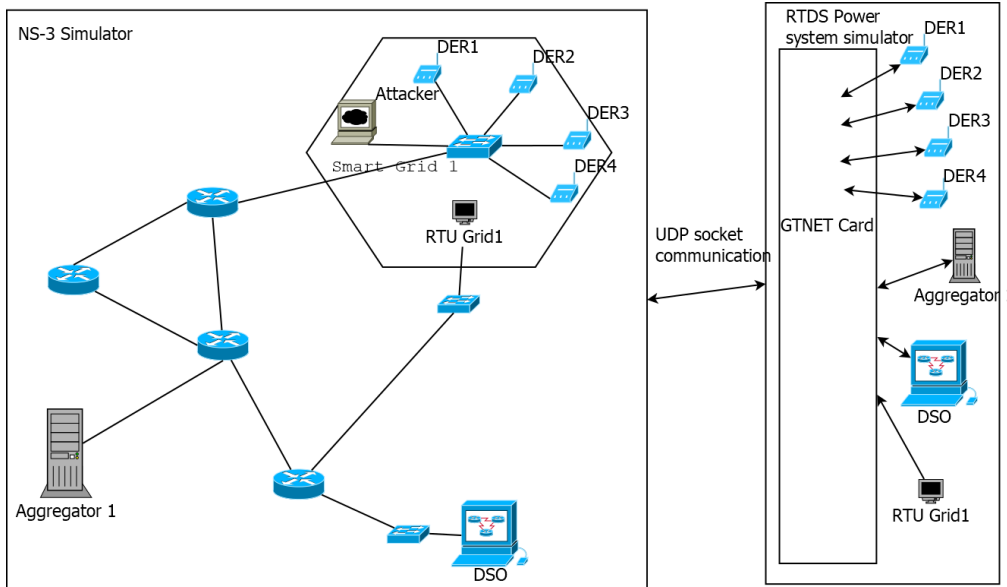 NS-3 Simulator
DER1
DER2
Attacker
DER3
Smart Grid 1
DER4
RTU Grid1
Aggregator 1
DSO
UDP socket
communication
RTDS Power
system simulator
DER1
DER2
DER3
DER4
GTNET Card
Aggregator
DSO
RTU Grid1